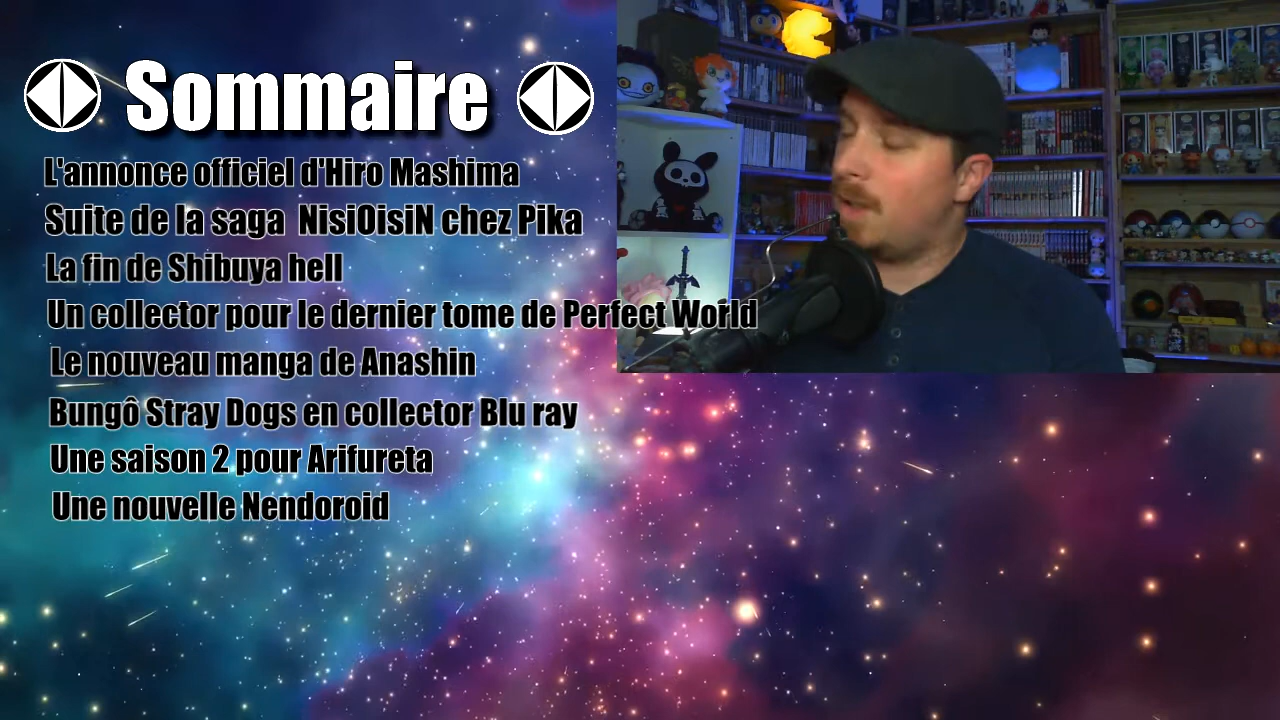 Sommaire
L'annonce officiel d'Hiro Mashima
Suite de la saga NisiOisiN chez Pika
La fin de Shibuya hell
Un collector pour le dernier tome de Perfect World
Le nouveau manga de Anashin
Bungô Stray Dogs en collector Blu ray
Une saison 2 pour Arifureta
Une nouvelle Nendoroid